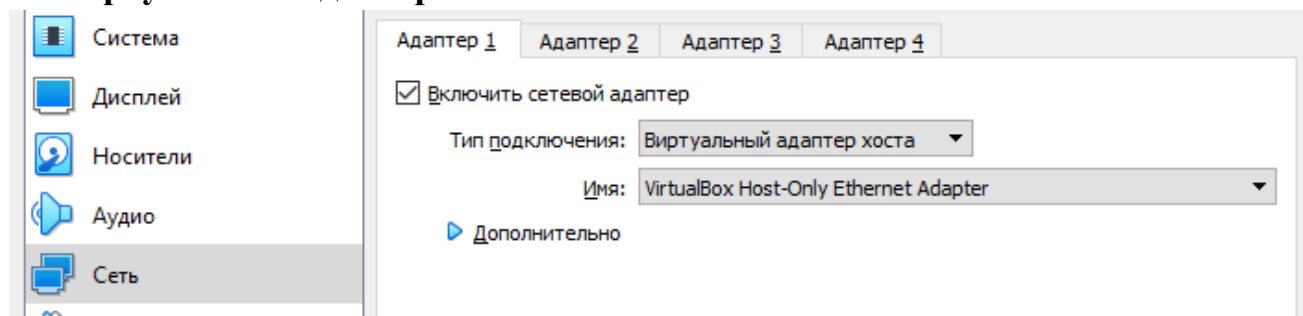 Система
Дисплей
Носители
Аудио
Сеть
Адаптер 1 Адаптер 2 Адаптер 3 Адаптер 4
Включить сетевой адаптер
Тип подключения: Виртуальный адаптер хоста
Имя: VirtualBox Host-Only Ethernet Adapter
Дополнительно